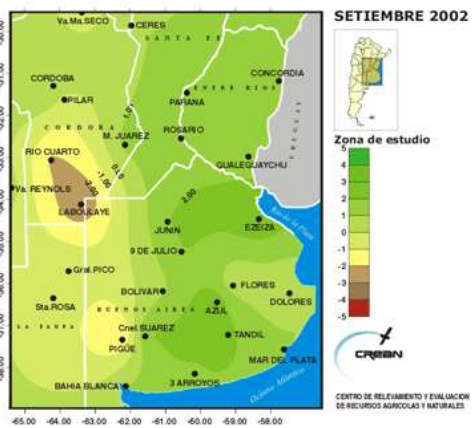 SETIEMBRE 2002
Va.Ma.SECO
CERES
SANTA FE
CORDOBA
CONCORDIA
PILAR
PARANA
ENTRE RIOS
CORDOBA
M. JUAREZ
ROSARIO
URUGUAY
RIO CUARTO
GUALEGUAYCHU
-1.00
-2.00
Va. REYNOLS
LABOULAYE
2.00
Rio de la Plata
JUNIN
EZEIZA
9 DE JULIO
Gral.PICO
BOLIVAR
FLORES
Sta.ROSA
DOLORES
BUENOS AIRES
AZUL
LA PAMPA
Cnel.SUAREZ
TANDIL
PIGÜE
MAR DEL PLATA
BAHIA BLANCA
3 ARROYOS
Oceano Atlántico
-65.00 -64.00 -63.00 -62.00 -61.00 -60.00 -59.00 -58.00
Zona de estudio
5
4
3
2
1
0
-1
-2
-3
-4
-5
CREAN
CENTRO DE RELEVAMIENTO Y EVALUACION
DE RECURSOS AGRICOLAS Y NATURALES